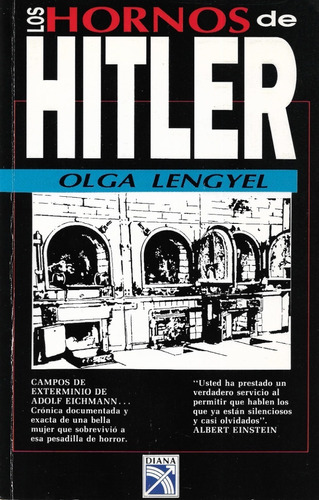 LOS HORNOS de
HITLER
OLGA LENGYEL
CAMPOS DE
EXTERMINIO DE
ADOLF EICHMANN...
Crónica documentada y
exacta de una bella
mujer que sobrevivió a
esa pesadilla de horror.
"Usted ha prestado un
verdadero servicio al
permitir que hablen los
que ya están silenciosos
y casi olvidados".
ALBERT EINSTEIN
DIANA